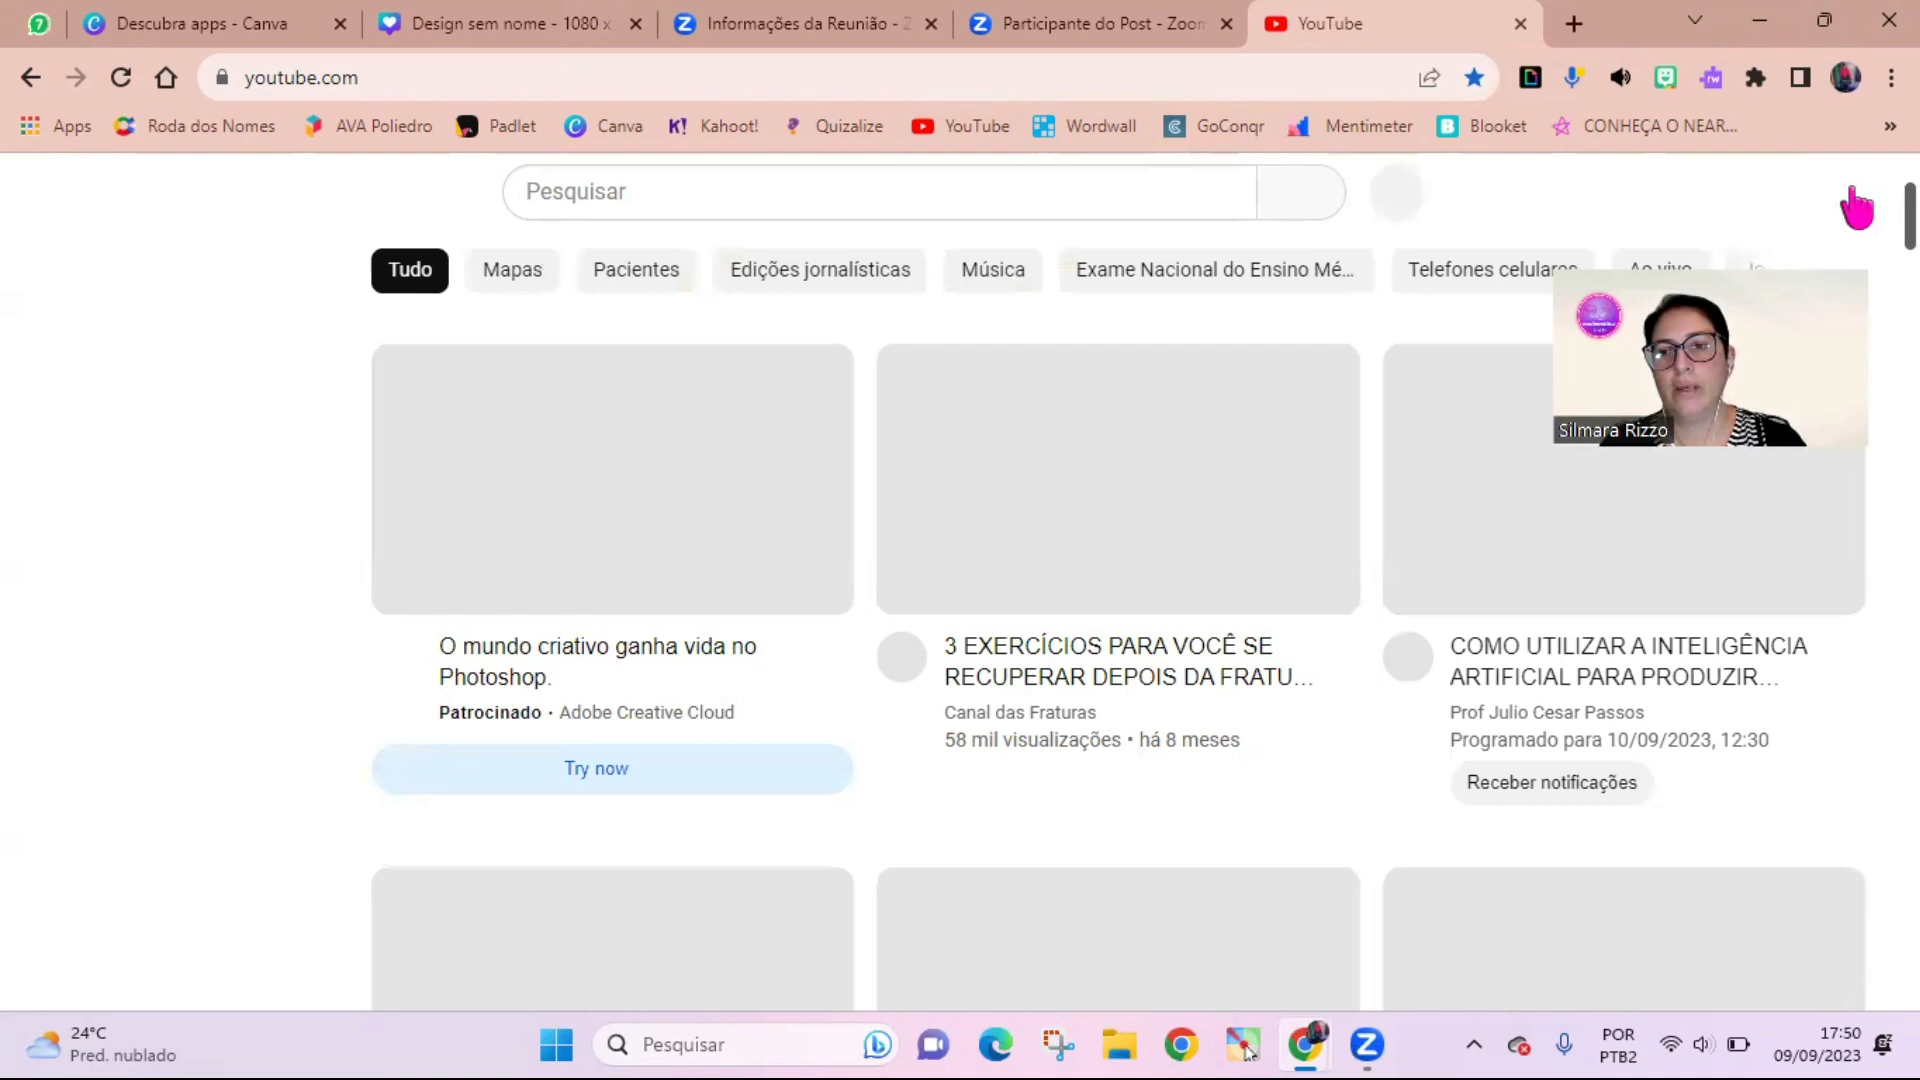 7
Descubra apps - Canva
Design sem nome - 1080 x
Informações da Reunião - Z
Participante do Post - Zoom
YouTube
youtube.com
Apps
Roda dos Nomes
AVA Poliedro
Padlet
Canva
K! Kahoot!
Quizalize
YouTube
Wordwall
GoConqr
Mentimeter
B Blooket
CONHEÇA O NEAR...
Pesquisar
Tudo
Mapas
Pacientes
Edições jornalísticas
Música
Exame Nacional do Ensino Mé...
Telefones celulares
Ao vivo
Silmara Rizzo
O mundo criativo ganha vida no
Photoshop.
Patrocinado · Adobe Creative Cloud
Try now
3 EXERCÍCIOS PARA VOCÊ SE
RECUPERAR DEPOIS DA FRATU...
Canal das Fraturas
58 mil visualizações • há 8 meses
COMO UTILIZAR A INTELIGÊNCIA
ARTIFICIAL PARA PRODUZIR...
Prof Julio Cesar Passos
Programado para 10/09/2023, 12:30
Receber notificações
24°C
Pred. nublado
Pesquisar
POR
PTB2
17:50
09/09/2023